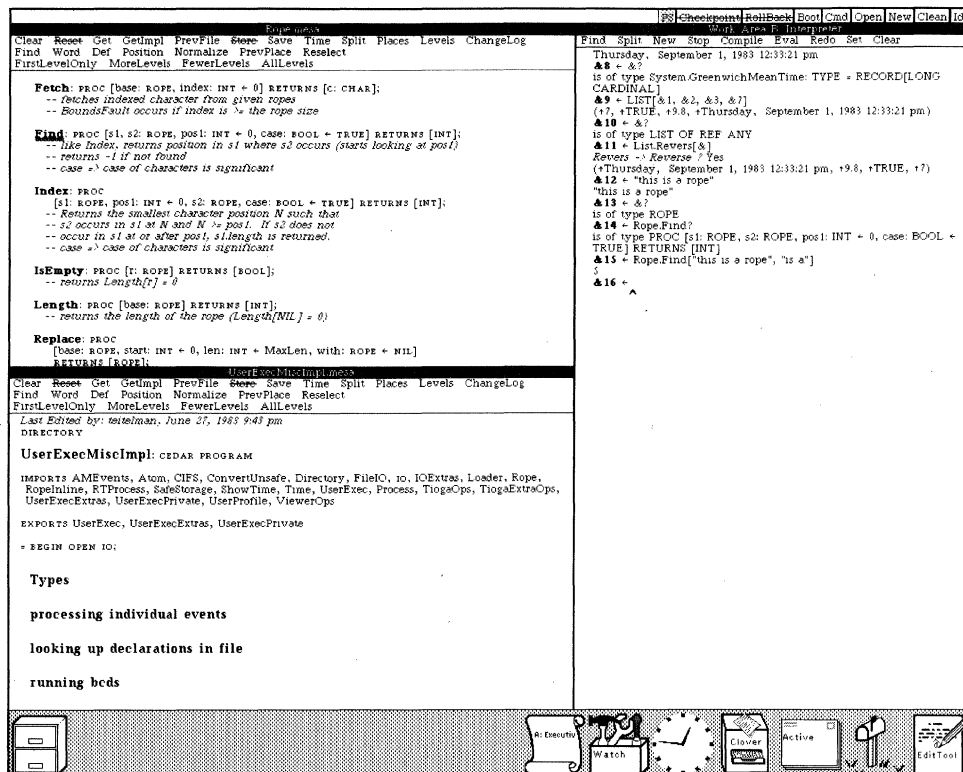 PS Checkpoint RollBack Boot Cmd Open New Clean Id
Rope.mesa
Clear Reset Get GetImpl PrevFile Store Save Time Split Places Levels ChangeLog
Find Word Def Position Normalize PrevPlace Reselect
FirstLevelOnly MoreLevels FewerLevels AllLevels
Fetch: PROC [base: ROPE, index: INT ← 0] RETURNS [c: CHAR];
-- fetches indexed character from given ropes
-- BoundsFault occurs if index is >= the rope size
Find: PROC [s1, s2: ROPE, pos1: INT ← 0, case: BOOL ← TRUE] RETURNS [INT];
-- like Index, returns position in s1 where s2 occurs (starts looking at pos1)
-- returns -1 if not found
-- case => case of characters is significant
Index: PROC
[s1: ROPE, pos1: INT ← 0, s2: ROPE, case: BOOL ← TRUE] RETURNS [INT];
-- Returns the smallest character position N such that
-- s2 occurs in s1 at N and N >= pos1. If s2 does not
-- occur in s1 at or after pos1, s1.length is returned.
-- case => case of characters is significant
IsEmpty: PROC [r: ROPE] RETURNS [BOOL];
-- returns Length[r] = 0
Length: PROC [base: ROPE] RETURNS [INT];
-- returns the length of the rope (Length[NIL] = 0)
Replace: PROC
[base: ROPE, start: INT ← 0, len: INT ← MaxLen, with: ROPE ← NIL]
RETURNS [ROPE];
UserExecMiscImpl.mesa
Clear Reset Get GetImpl PrevFile Store Save Time Split Places Levels ChangeLog
Find Word Def Position Normalize PrevPlace Reselect
FirstLevelOnly MoreLevels FewerLevels AllLevels
Last Edited by: teitelman, June 27, 1983 9:43 pm
DIRECTORY
UserExecMiscImpl: CEDAR PROGRAM
IMPORTS AMEvents, Atom, CIFS, ConvertUnsafe, Directory, FileIO, IO, IOExtras, Loader, Rope,
RopeInline, RTProcess, SafeStorage, ShowTime, Time, UserExec, Process, TiogaOps, TiogaExtraOps,
UserExecExtras, UserExecPrivate, UserProfile, ViewerOps
EXPORTS UserExec, UserExecExtras, UserExecPrivate
= BEGIN OPEN IO;
Types
processing individual events
looking up declarations in file
running bcds
Work Area B: Interpreter
Find Split New Stop Compile Eval Redo Set Clear
Thursday, September 1, 1983 12:33:21 pm
&8 ← &?
is of type System.GreenwichMeanTime: TYPE = RECORD[LONG
CARDINAL]
&9 ← LIST[&1, &2, &3, &7]
(↑7, ↑TRUE, ↑9.8, ↑Thursday, September 1, 1983 12:33:21 pm)
&10 ← &?
is of type LIST OF REF ANY
&11 ← List.Revers[&]
Revers -> Reverse ? Yes
(↑Thursday, September 1, 1983 12:33:21 pm, ↑9.8, ↑TRUE, ↑7)
&12 ← "this is a rope"
"this is a rope"
&13 ← &?
is of type ROPE
&14 ← Rope.Find?
is of type PROC [s1: ROPE, s2: ROPE, pos1: INT ← 0, case: BOOL ←
TRUE] RETURNS [INT]
&15 ← Rope.Find["this is a rope", "is a"]
5
&16 ←
A: Executiv
Watch
Clover
Active
EditTool